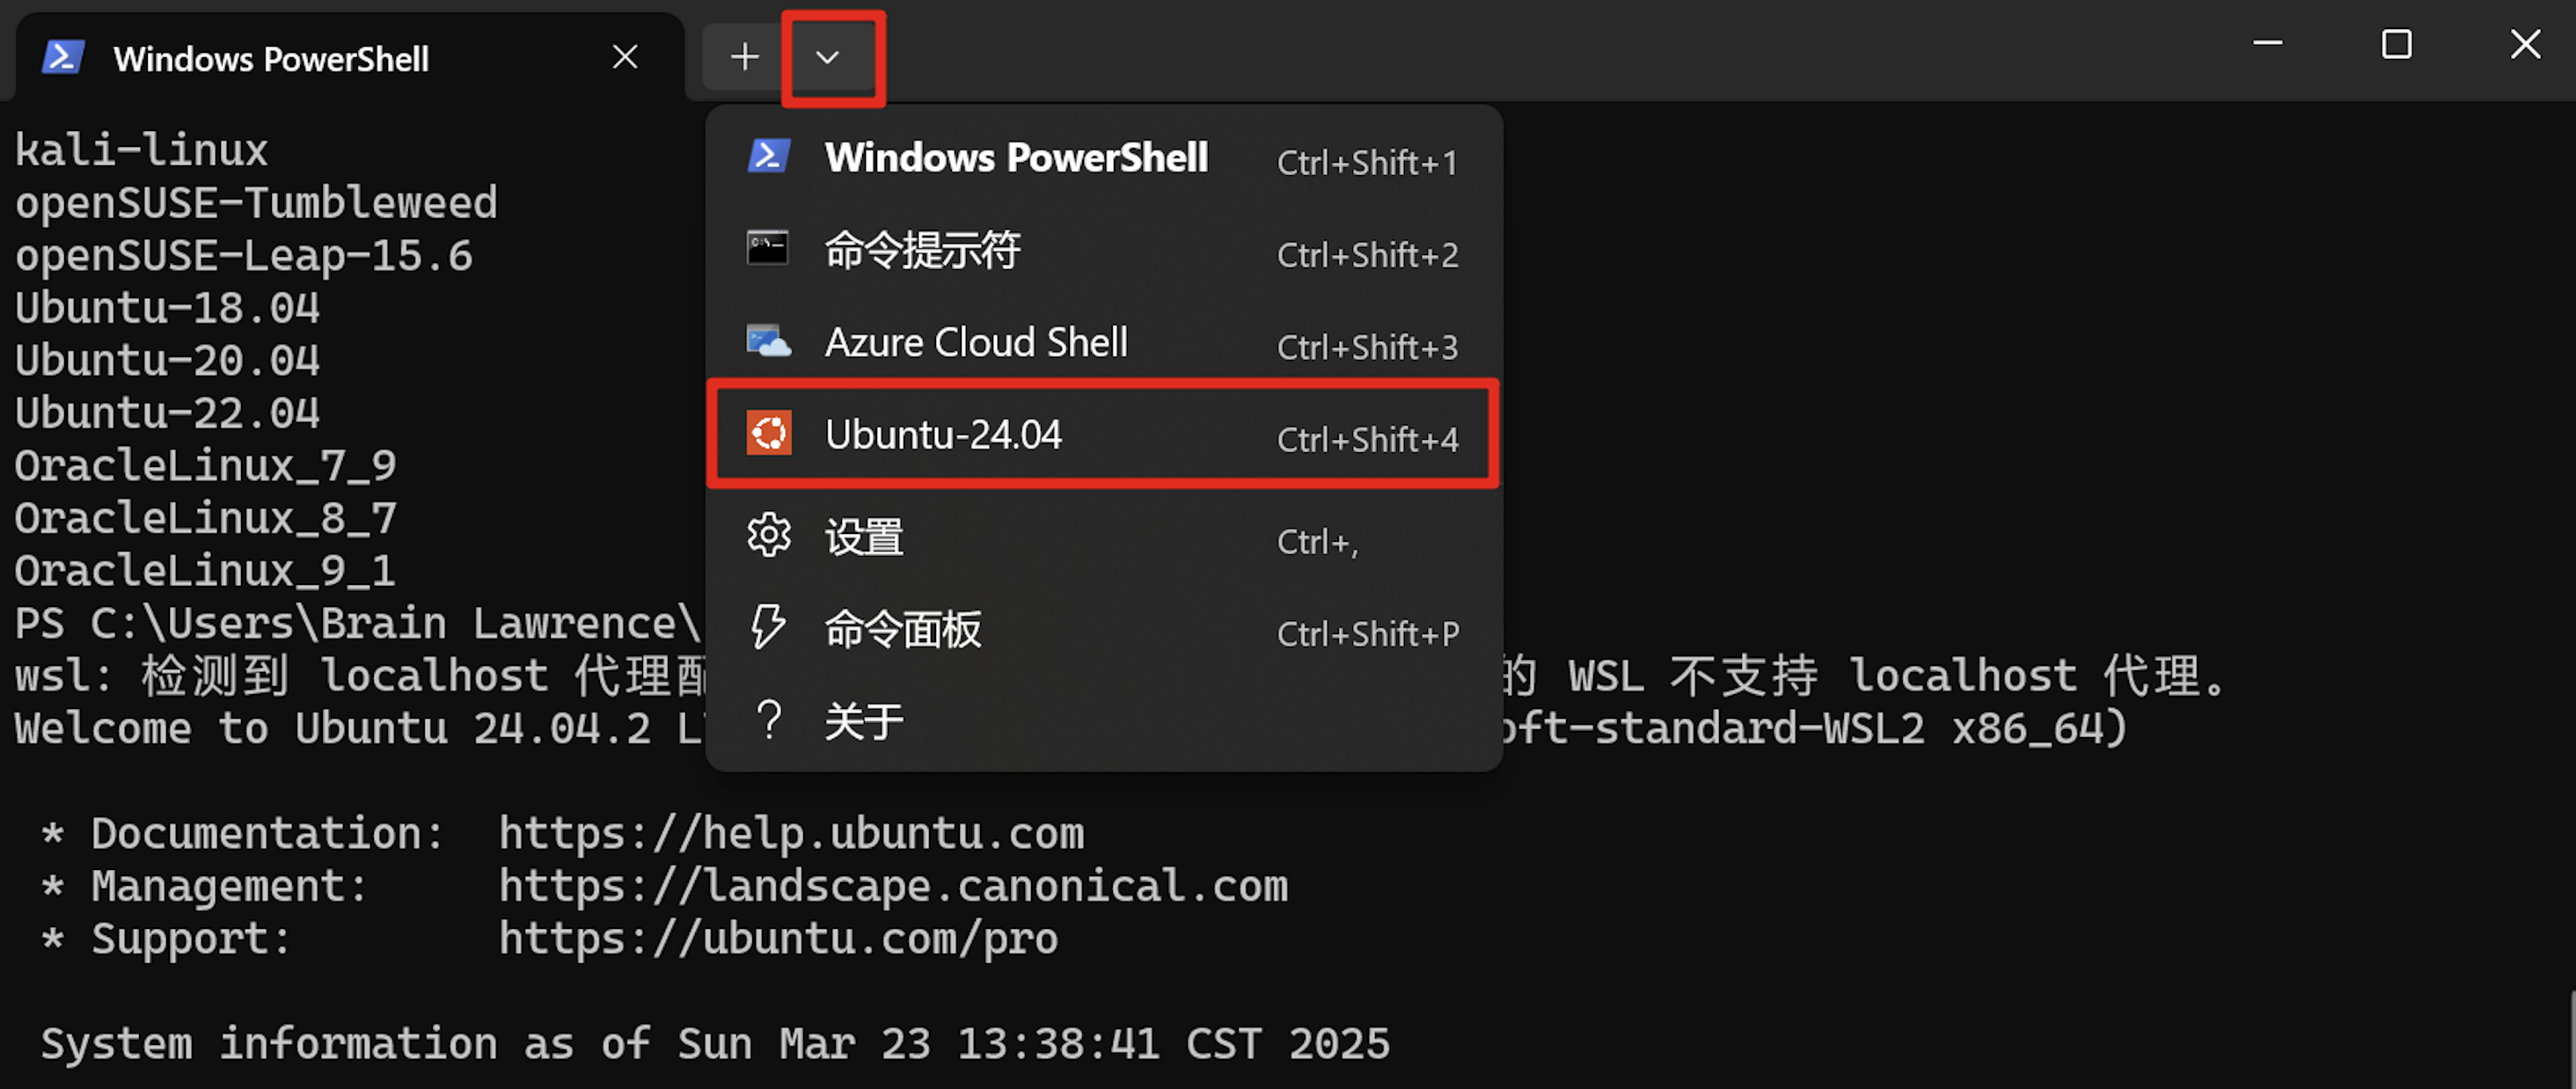 Windows PowerShell
kali-linux
openSUSE-Tumbleweed
openSUSE-Leap-15.6
Ubuntu-18.04
Ubuntu-20.04
Ubuntu-22.04
OracleLinux_7_9
OracleLinux_8_7
OracleLinux_9_1
PS C:\Users\Brain Lawrence\
wsl: 检测到 localhost 代理 的 WSL 不支持 localhost 代理。
Welcome to Ubuntu 24.04.2 oft-standard-WSL2 x86_64)
* Documentation: https://help.ubuntu.com
* Management: https://landscape.canonical.com
* Support: https://ubuntu.com/pro
System information as of Sun Mar 23 13:38:41 CST 2025
Windows PowerShell Ctrl+Shift+1
命令提示符 Ctrl+Shift+2
Azure Cloud Shell Ctrl+Shift+3
Ubuntu-24.04 Ctrl+Shift+4
设置 Ctrl+,
命令面板 Ctrl+Shift+P
关于